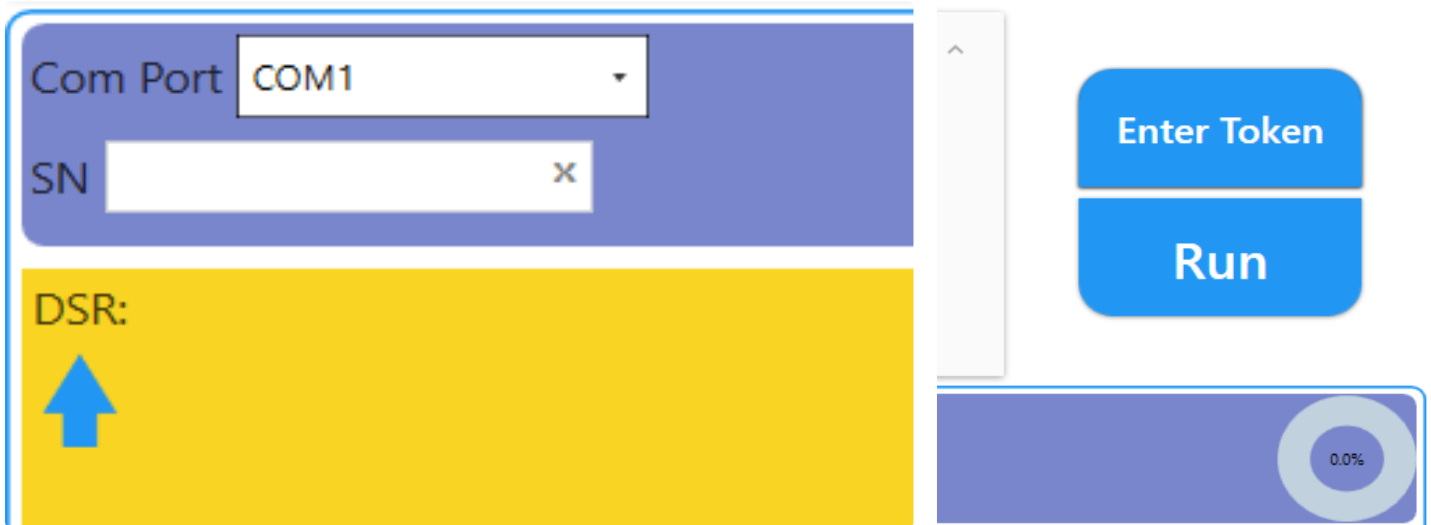 Com Port COM1
SN
DSR:
Enter Token
Run
0.0%